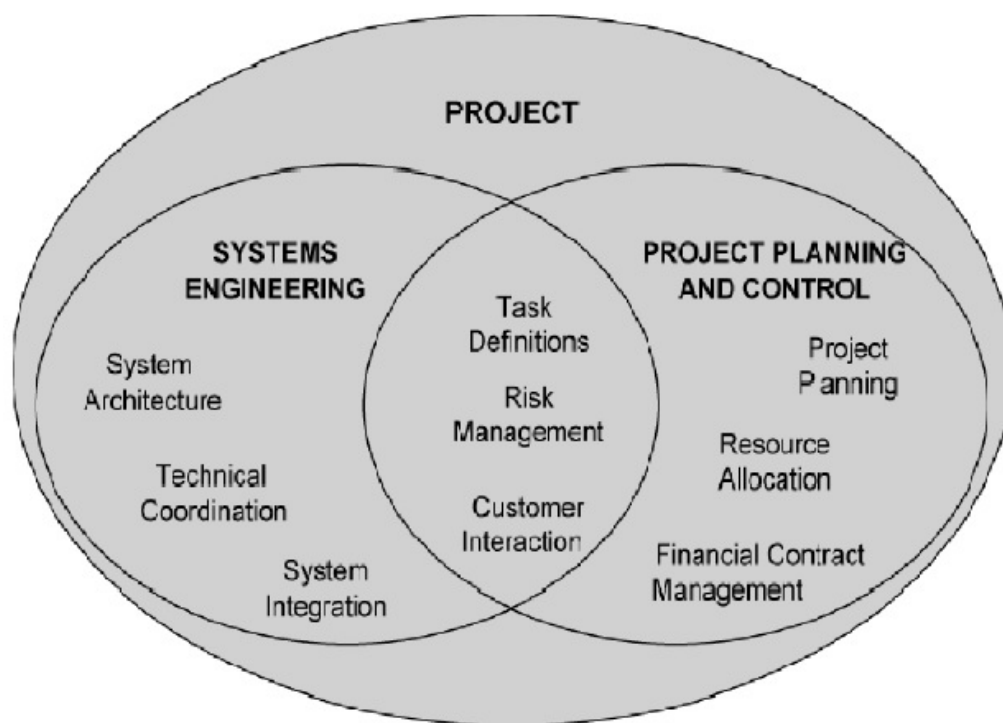 PROJECT
SYSTEMS
ENGINEERING
System
Architecture
Technical
Coordination
System
Integration
Task
Definitions
Risk
Management
Customer
Interaction
PROJECT PLANNING
AND CONTROL
Project
Planning
Resource
Allocation
Financial Contract
Management